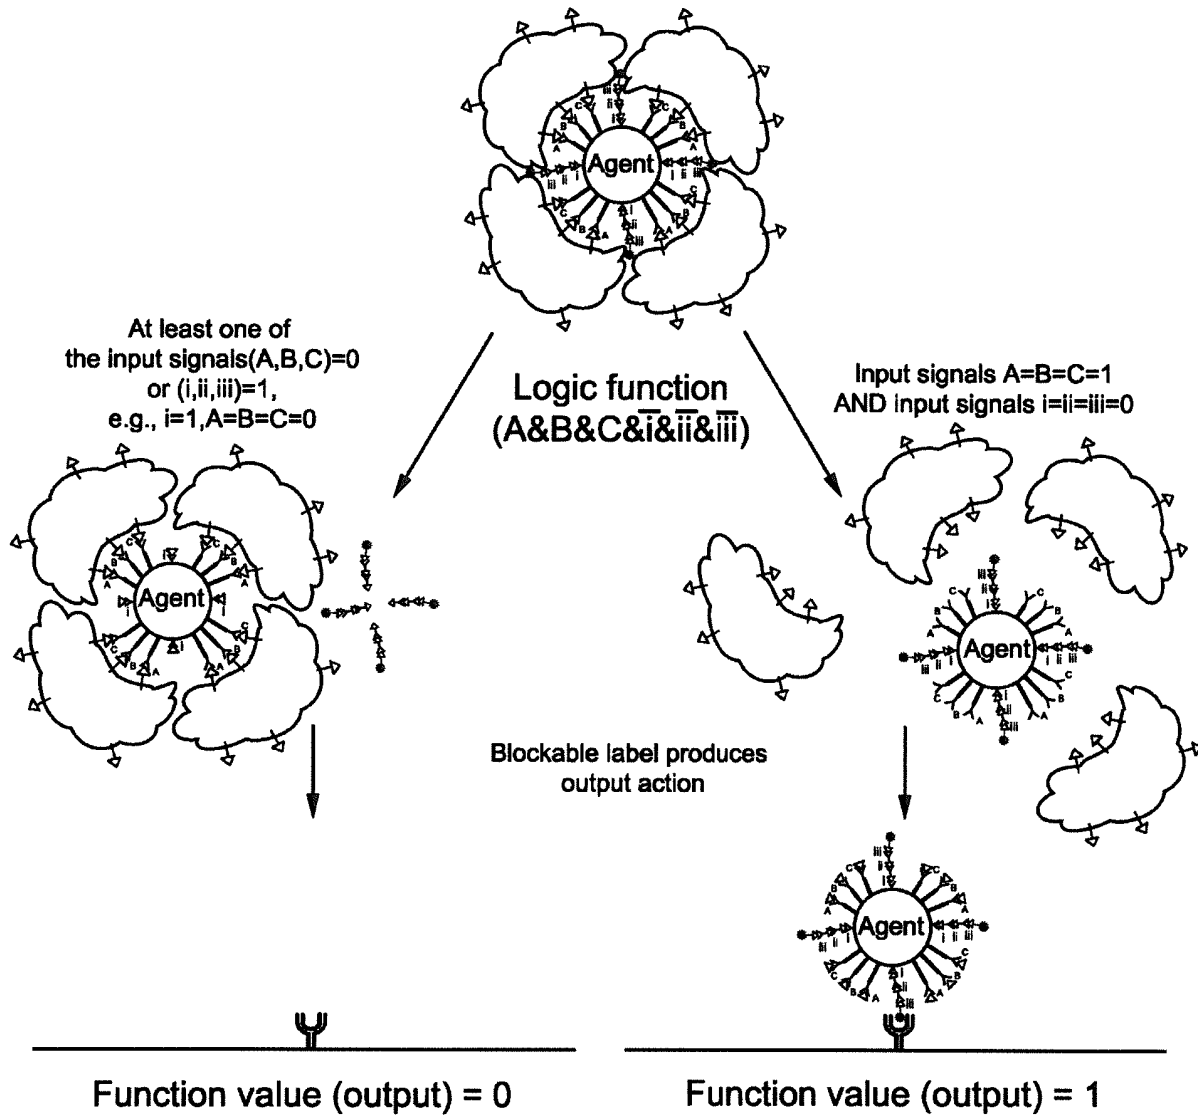 Agent
At least one of
the input signals(A,B,C)=0
or (i,ii,iii)=1,
e.g., i=1,A=B=C=0
Logic function
(A&B&C&i̅&i̅i̅&i̅i̅i̅)
Input signals A=B=C=1
AND input signals i=ii=iii=0
Agent
Agent
Blockable label produces
output action
Agent
Function value (output) = 0
Function value (output) = 1